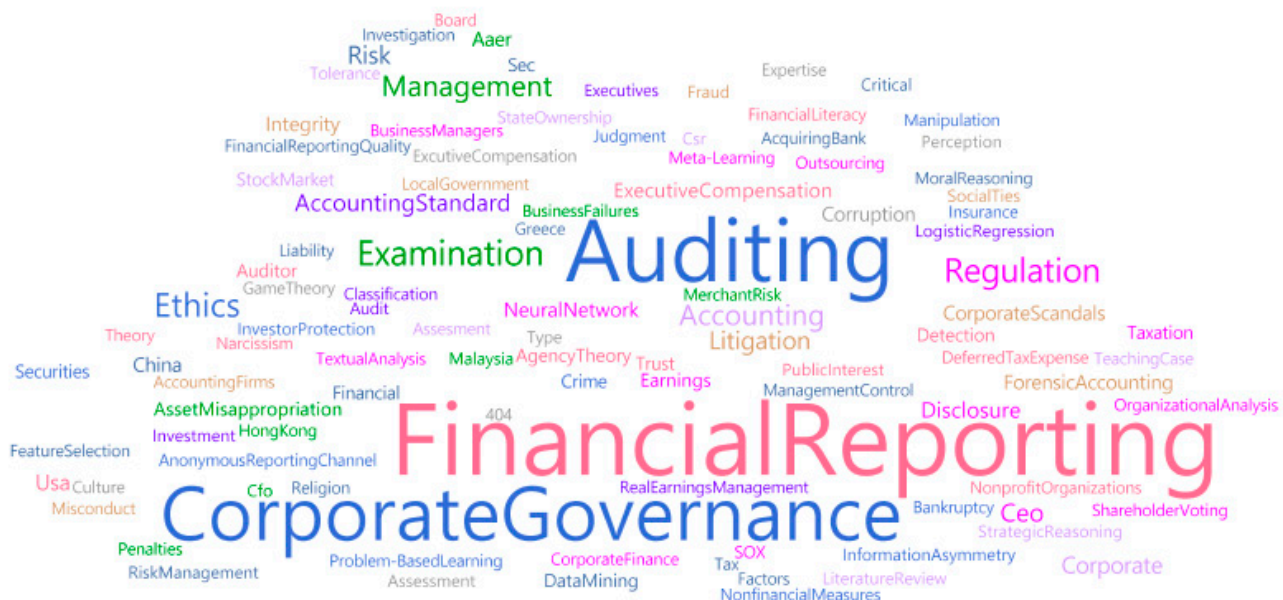 Board
Investigation
Aaer
Risk
Sec
Tolerance
Expertise
Management
Executives
Fraud
Critical
StateOwnership
FinancialLiteracy
Manipulation
Integrity
BusinessManagers
Judgment
Csr
AcquiringBank
Perception
FinancialReportingQuality
ExcutiveCompensation
Meta-Learning
Outsourcing
StockMarket
LocalGovernment
ExecutiveCompensation
MoralReasoning
SocialTies
AccountingStandard
BusinessFailures
Corruption
Insurance
Greece
LogisticRegression
Liability
Examination
Auditing
Auditor
Regulation
GameTheory
Classification
MerchantRisk
Ethics
Audit
NeuralNetwork
Accounting
CorporateScandals
InvestorProtection
Assesment
Theory
Narcissism
Type
Litigation
Detection
Taxation
TextualAnalysis
Malaysia
AgencyTheory
Trust
DeferredTaxExpense
TeachingCase
Securities
China
PublicInterest
AccountingFirms
Financial
Crime
Earnings
ManagementControl
ForensicAccounting
AssetMisappropriation
404
Disclosure
OrganizationalAnalysis
Investment
HongKong
FinancialReporting
FeatureSelection
AnonymousReportingChannel
Usa
Culture
Cfo
Religion
RealEarningsManagement
NonprofitOrganizations
Misconduct
CorporateGovernance
Bankruptcy
Ceo
ShareholderVoting
StrategicReasoning
Penalties
Problem-BasedLearning
CorporateFinance
SOX
InformationAsymmetry
Corporate
RiskManagement
Assessment
DataMining
Tax
Factors
LiteratureReview
NonfinancialMeasures